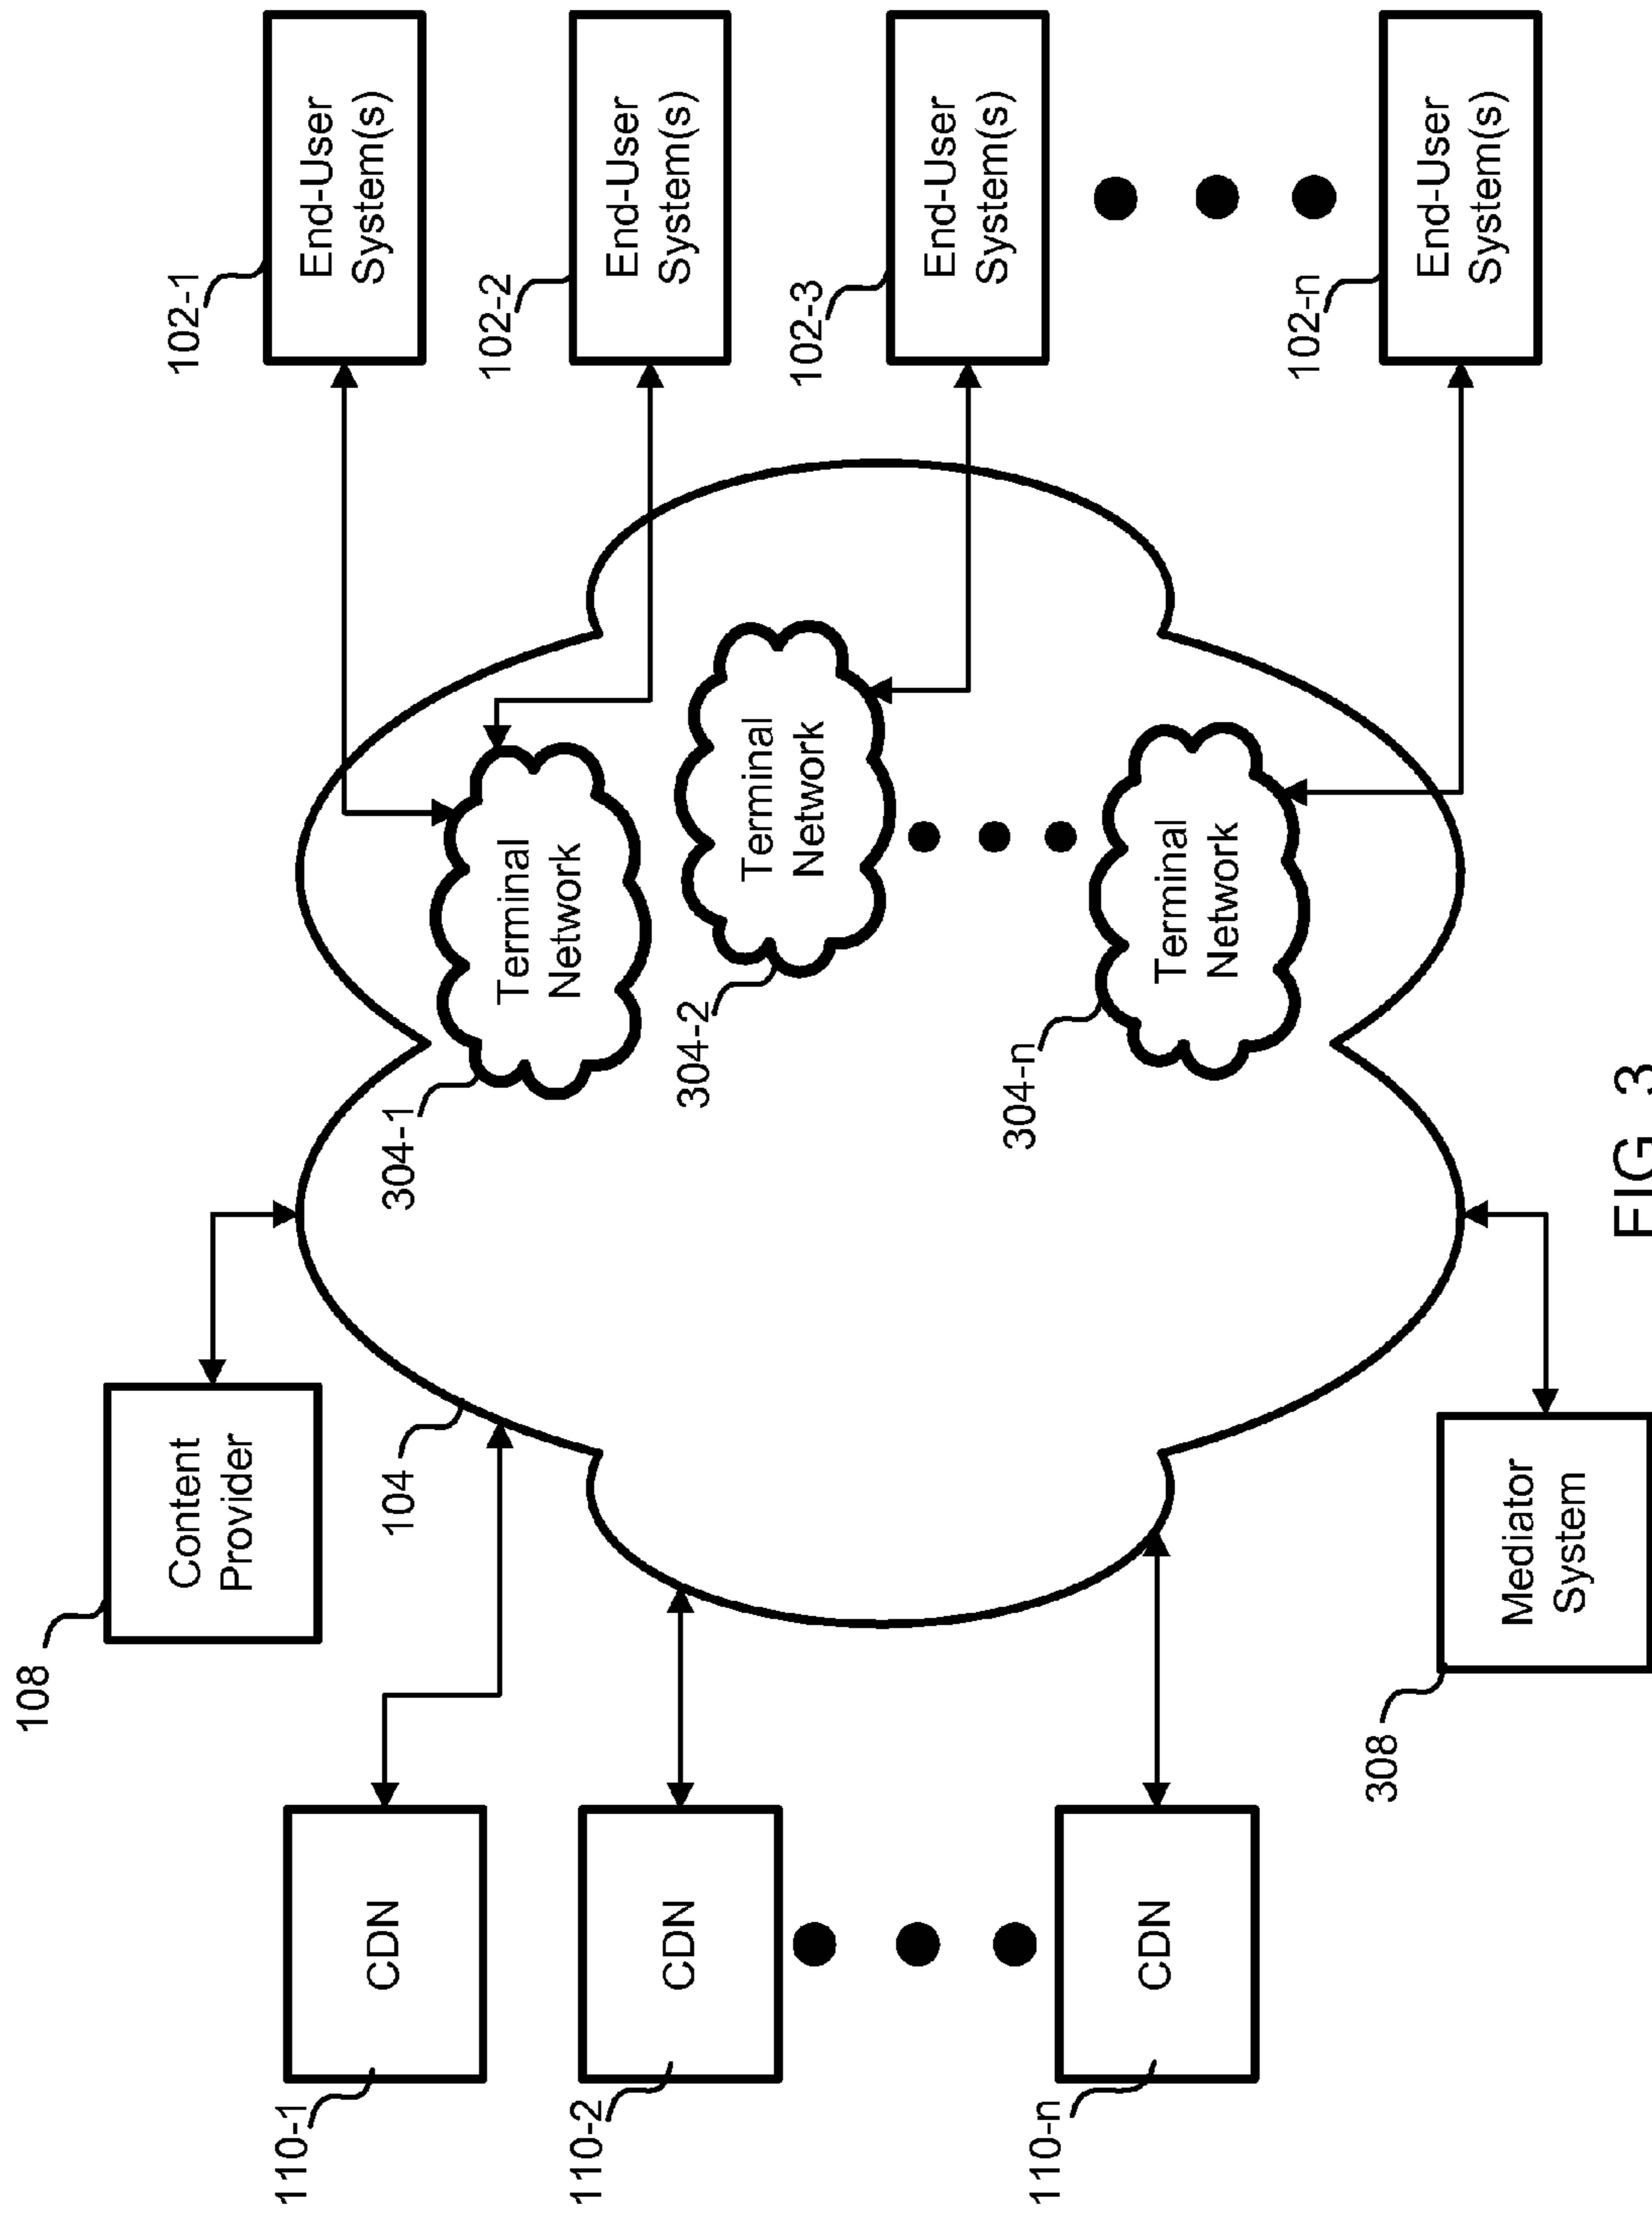 108
Content
Provider
102-1
End-User
System(s)
110-1
CDN
104
304-1
Terminal
Network
102-2
End-User
System(s)
110-2
CDN
304-2
Terminal
Network
102-3
End-User
System(s)
110-n
CDN
304-n
Terminal
Network
102-n
End-User
System(s)
308
Mediator
System
FIG. 3